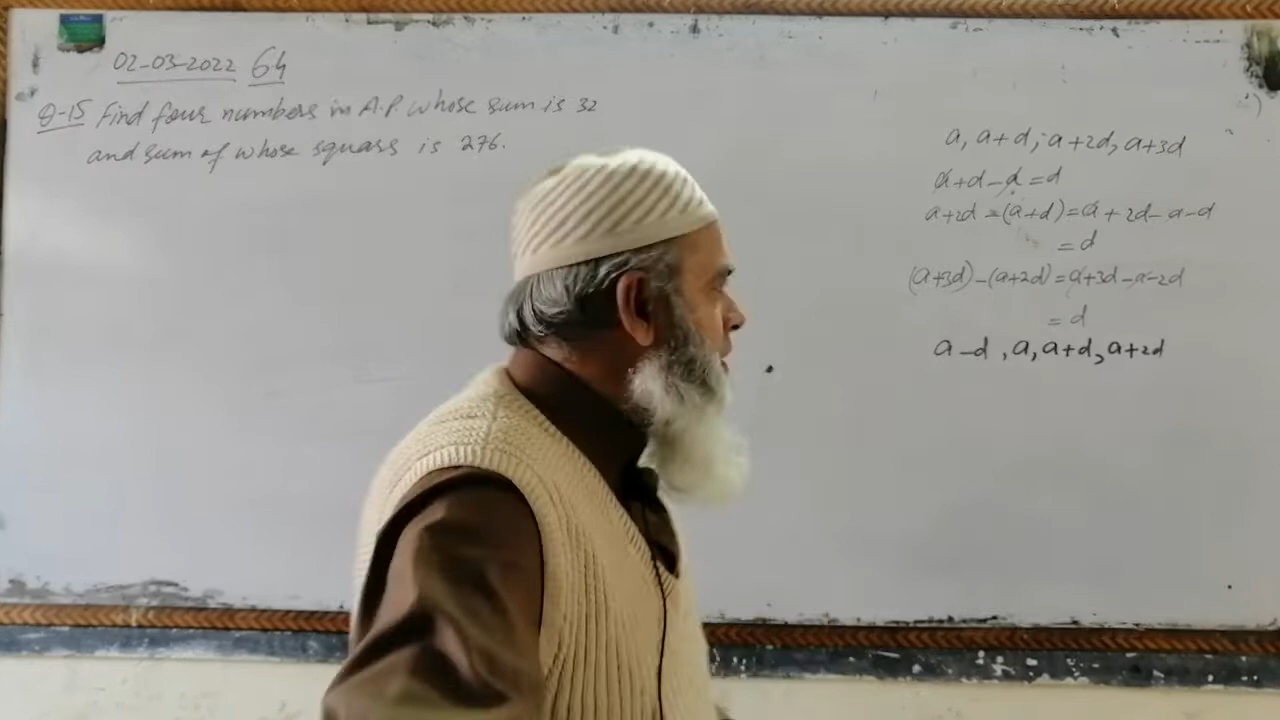 02-03-2022 64
Q-15 Find four numbers in A.P. whose sum is 32
and sum of whose squars is 276.
a, a+d, a+2d, a+3d
a+d-a=d
a+2d-(a+d)=a+2d-a-d
=d
(a+3d)-(a+2d)=a+3d-a-2d
=d
a-d, a, a+d, a+2d